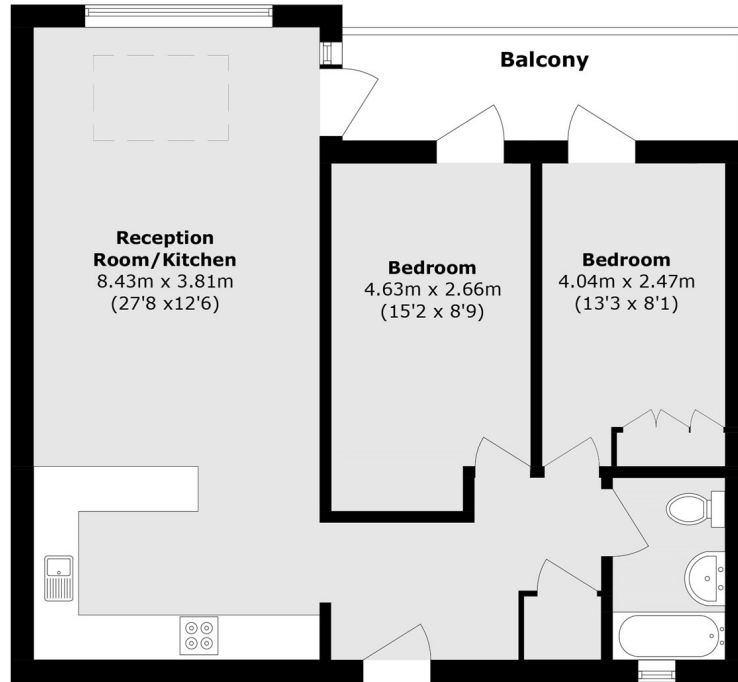 Balcony
Reception
Room/Kitchen
8.43m x 3.81m
(27'8 x12'6)
Bedroom
4.63m x 2.66m
(15'2 x 8'9)
Bedroom
4.04m x 2.47m
(13'3 x 8'1)